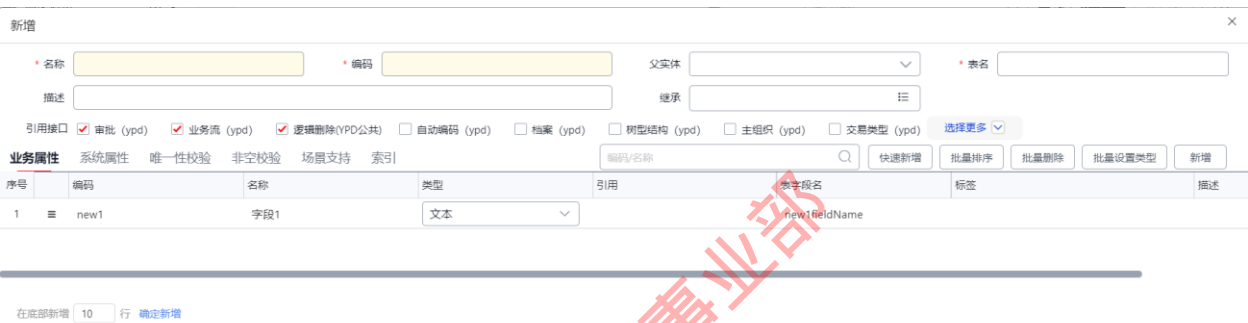 新增
* 名称 * 编码 父实体 * 表名
描述 继承
引用接口 审批 (ypd) 业务流 (ypd) 逻辑删除(YPD公共) 自动编码 (ypd) 档案 (ypd) 树型结构 (ypd) 主组织 (ypd) 交易类型 (ypd) 选择更多
业务属性 系统属性 唯一性校验 非空校验 场景支持 索引 编码/名称 快速新增 批量排序 批量删除 批量设置类型 新增
序号 编码 名称 类型 引用 表字段名 标签 描述
1 new1 字段1 文本 new1fieldName
在底部新增 10 行 确定新增
事业部